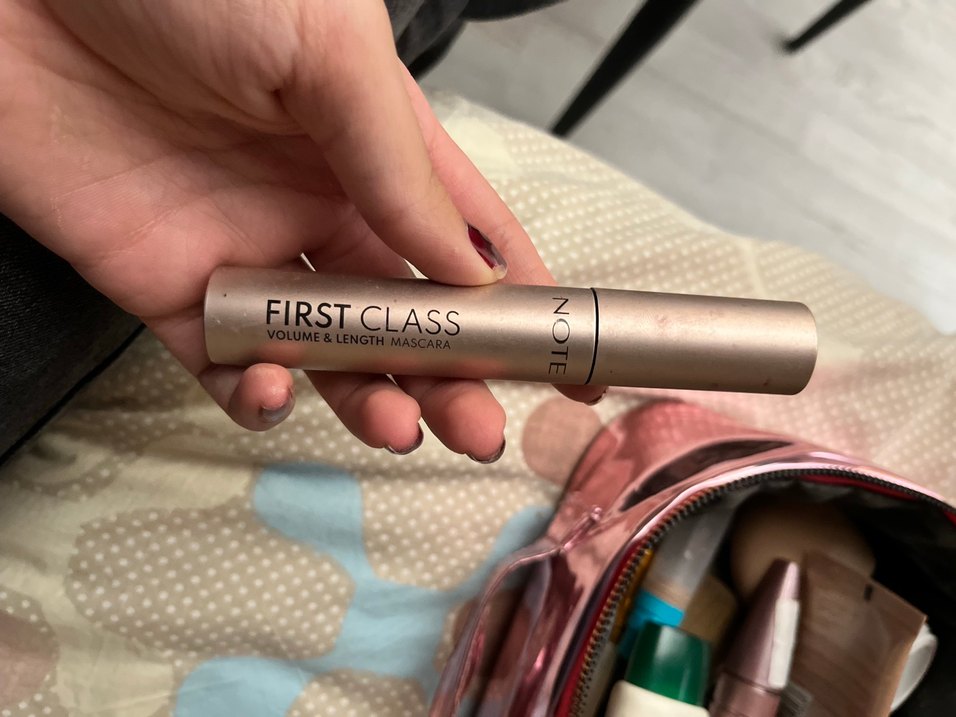 FIRST CLASS
VOLUME & LENGTH MASCARA
NOTE